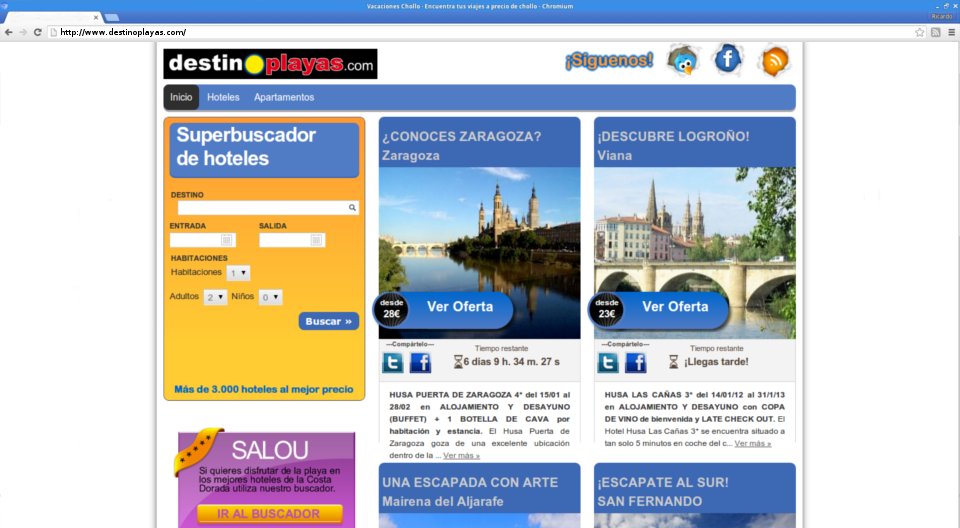 Vacaciones Chollo - Encuentra tus viajes a precio de chollo - Chromium
Ricardo
http://www.destinoplayas.com/
destinoplayas.com
¡Síguenos!
Inicio Hoteles Apartamentos
Superbuscador
de hoteles
DESTINO
ENTRADA SALIDA
HABITACIONES
Habitaciones 1
Adultos 2 Niños 0
Buscar »
Más de 3.000 hoteles al mejor precio
SALOU
Si quieres disfrutar de la playa en
los mejores hoteles de la Costa
Dorada utiliza nuestro buscador.
IR AL BUSCADOR
¿CONOCES ZARAGOZA?
Zaragoza
desde
28€
Ver Oferta
---Compártelo---
Tiempo restante
6 días 9 h. 34 m. 27 s
HUSA PUERTA DE ZARAGOZA 4* del 15/01 al
28/02 en ALOJAMIENTO Y DESAYUNO
(BUFFET) + 1 BOTELLA DE CAVA por
habitación y estancia. El Husa Puerta de
Zaragoza goza de una excelente ubicación
dentro de la ... Ver más »
¡DESCUBRE LOGROÑO!
Viana
desde
23€
Ver Oferta
---Compártelo---
Tiempo restante
¡Llegas tarde!
HUSA LAS CAÑAS 3* del 14/01/12 al 31/1/13
en ALOJAMIENTO Y DESAYUNO con COPA
DE VINO de bienvenida y LATE CHECK OUT. El
Hotel Husa Las Cañas 3* se encuentra situado a
tan solo 5 minutos en coche del c... Ver más »
UNA ESCAPADA CON ARTE
Mairena del Aljarafe
¡ESCAPATE AL SUR!
SAN FERNANDO